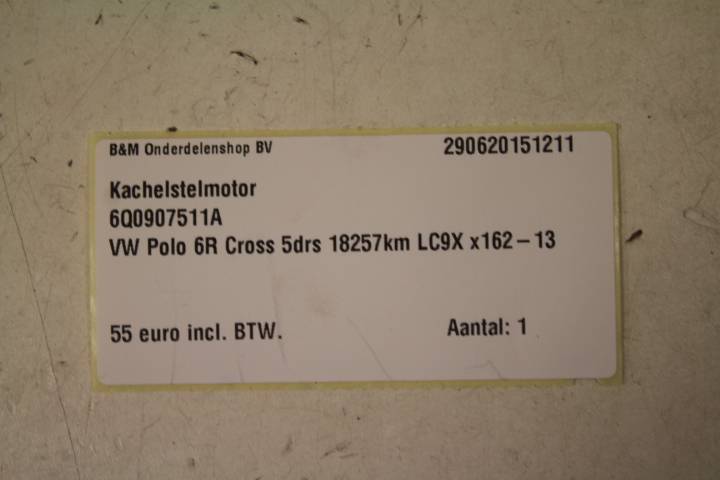 B&M Onderdelenshop BV 290620151211
Kachelstelmotor
6Q0907511A
VW Polo 6R Cross 5drs 18257km LC9X x162-13
55 euro incl. BTW. Aantal: 1